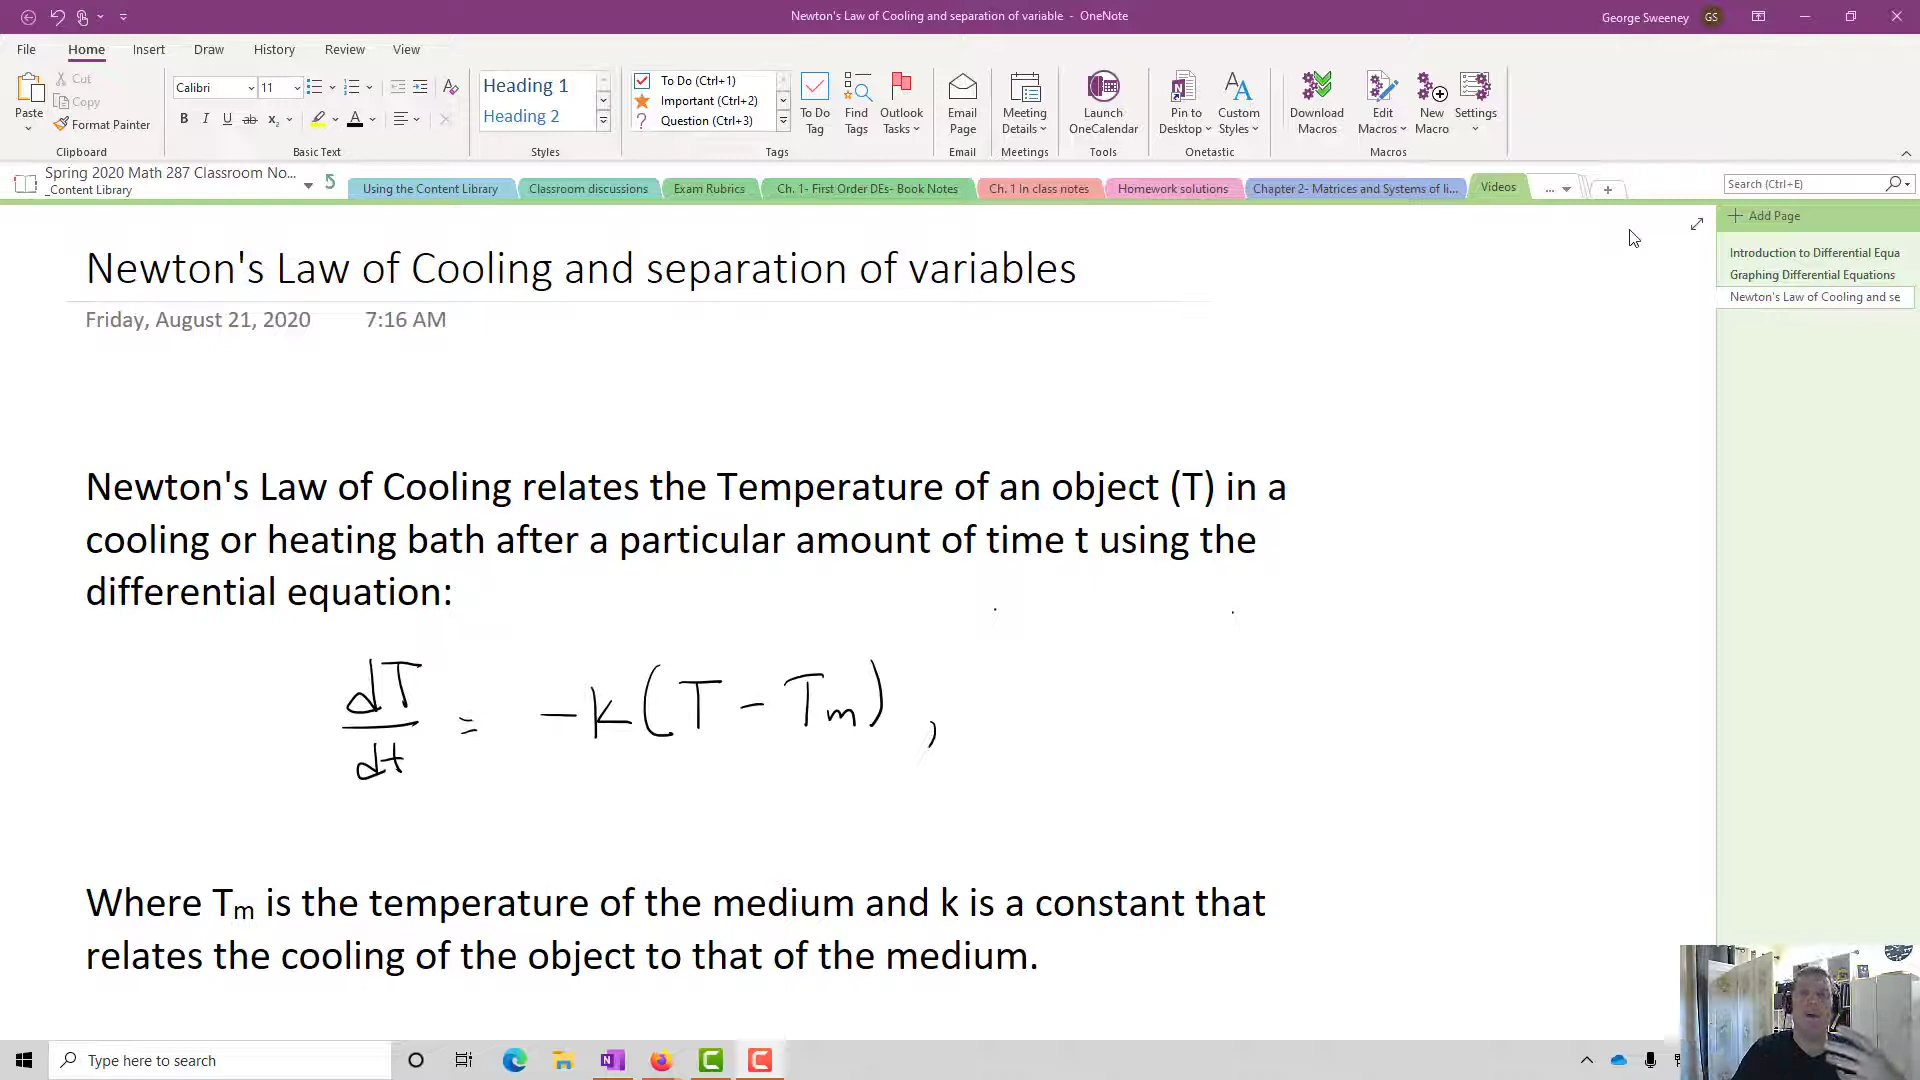 Newton's Law of Cooling and separation of variable - OneNote
George Sweeney GS
File Home Insert Draw History Review View
Paste
Cut
Copy
Format Painter
Clipboard
Calibri 11
B I U ab x₂ A
Basic Text
Heading 1
Heading 2
Styles
To Do (Ctrl+1)
Important (Ctrl+2)
Question (Ctrl+3)
To Do Tag
Find Tags
Outlook Tasks
Tags
Email Page
Email
Meeting Details
Meetings
Launch OneCalendar
Tools
Pin to Desktop
Custom Styles
Onetastic
Download Macros
Edit Macros
New Macro
Settings
Macros
Spring 2020 Math 287 Classroom No...
_Content Library
Using the Content Library
Classroom discussions
Exam Rubrics
Ch. 1- First Order DEs- Book Notes
Ch. 1 In class notes
Homework solutions
Chapter 2- Matrices and Systems of li...
Videos
...
Search (Ctrl+E)
Add Page
Introduction to Differential Equa
Graphing Differential Equations
Newton's Law of Cooling and se
Newton's Law of Cooling and separation of variables
Friday, August 21, 2020 7:16 AM
Newton's Law of Cooling relates the Temperature of an object (T) in a
cooling or heating bath after a particular amount of time t using the
differential equation:
dT/dt = -k(T - Tm) ,
Where Tm is the temperature of the medium and k is a constant that
relates the cooling of the object to that of the medium.
Type here to search